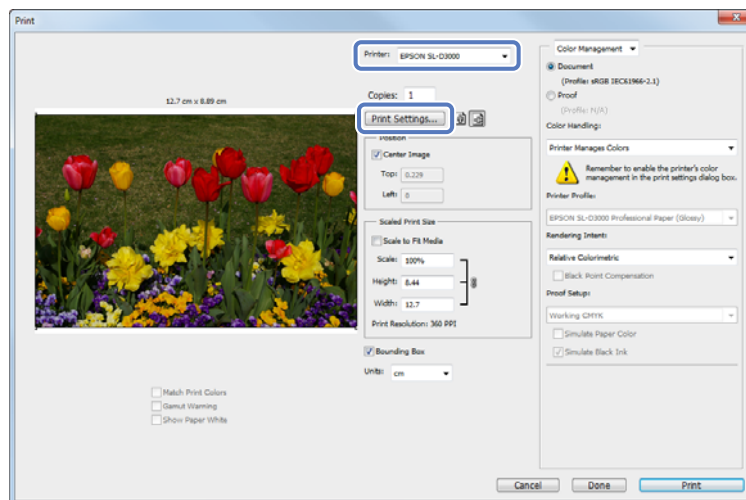 Print
12.7 cm x 8.89 cm
Match Print Colors
Gamut Warning
Show Paper White
Printer: EPSON SL-D3000
Copies: 1
Print Settings...
Position
Center Image
Top: 0.229
Left: 0
Scaled Print Size
Scale to Fit Media
Scale: 100%
Height: 8.44
Width: 12.7
Print Resolution: 360 PPI
Bounding Box
Units: cm
Color Management
Document
(Profile: sRGB IEC61966-2.1)
Proof
(Profile: N/A)
Color Handling:
Printer Manages Colors
Remember to enable the printer's color
management in the print settings dialog box.
Printer Profile:
EPSON SL-D3000 Professional Paper (Glossy)
Rendering Intent:
Relative Colorimetric
Black Point Compensation
Proof Setup:
Working CMYK
Simulate Paper Color
Simulate Black Ink
Cancel
Done
Print